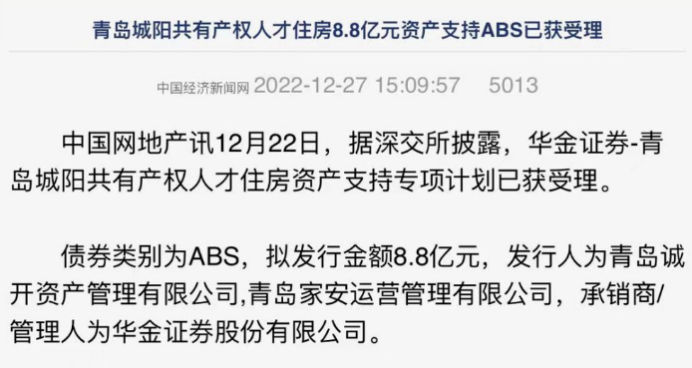 青岛城阳共有产权人才住房8.8亿元资产支持ABS已获受理
中国经济新闻网 2022-12-27 15:09:57 5013
中国网地产讯12月22日，据深交所披露，华金证券-青
岛城阳共有产权人才住房资产支持专项计划已获受理。
债券类别为ABS，拟发行金额8.8亿元，发行人为青岛诚
开资产管理有限公司,青岛家安运营管理有限公司，承销商/
管理人为华金证券股份有限公司。